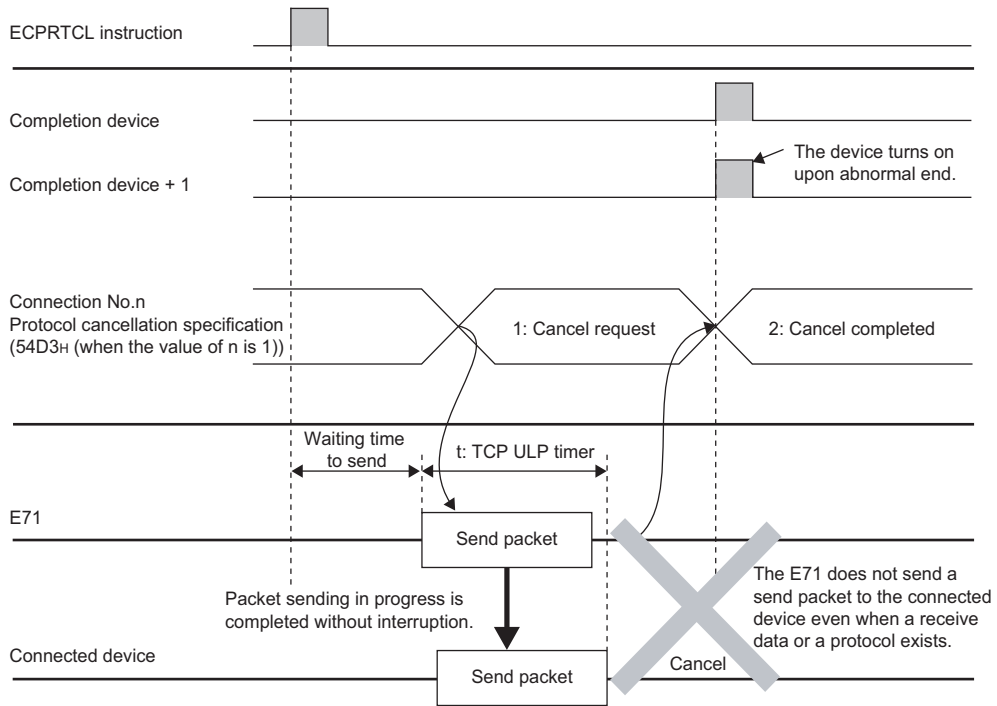 ECPRTCL instruction
Completion device
The device turns on
upon abnormal end.
Completion device + 1
Connection No.n
Protocol cancellation specification
(54D3H (when the value of n is 1))
1: Cancel request
2: Cancel completed
Waiting time
to send
t: TCP ULP timer
E71
Send packet
The E71 does not send a
send packet to the connected
device even when a receive
data or a protocol exists.
Packet sending in progress is
completed without interruption.
Connected device
Send packet
Cancel